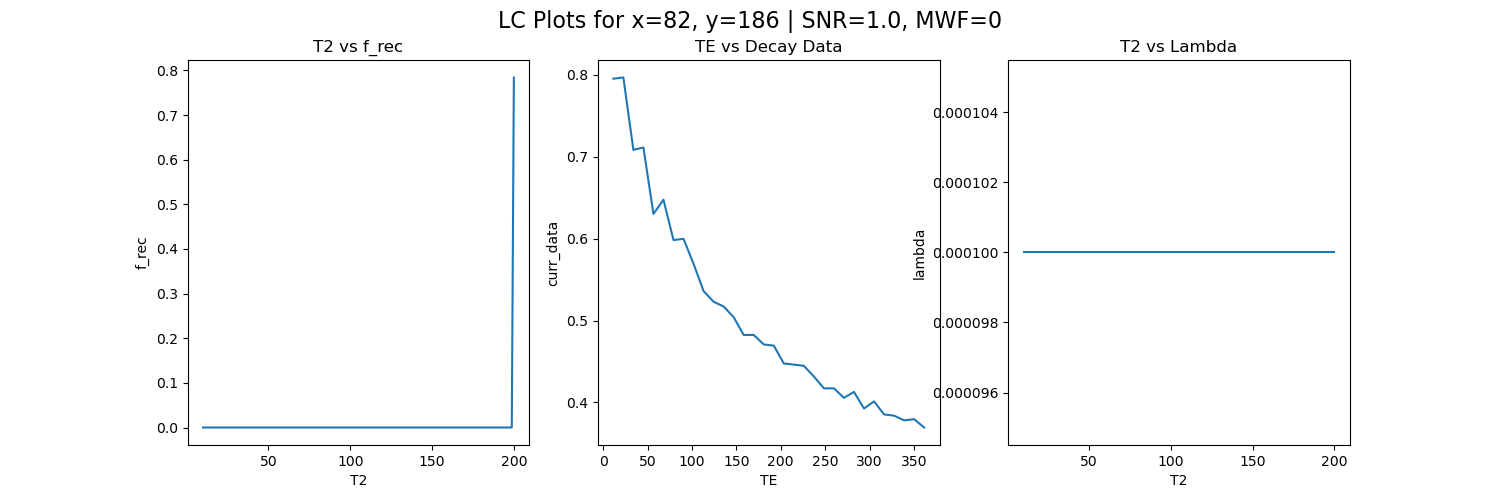 LC Plots for x=82, y=186 | SNR=1.0, MWF=0
T2 vs f_rec
0.8
0.7
0.6
0.5
0.4
0.3
0.2
0.1
0.0
f_rec
50 100 150 200
T2
TE vs Decay Data
0.8
0.7
0.6
0.5
0.4
curr_data
0 50 100 150 200 250 300 350
TE
T2 vs Lambda
0.000104
0.000102
0.000100
0.000098
0.000096
lambda
50 100 150 200
T2